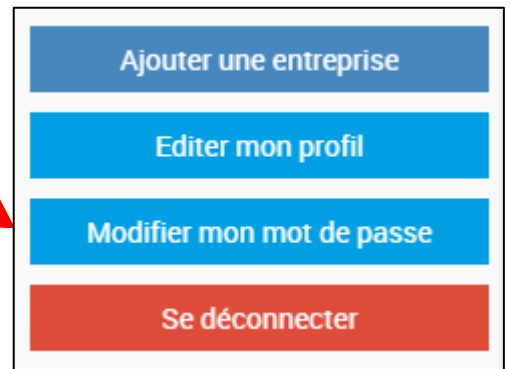 Ajouter une entreprise
Editer mon profil
Modifier mon mot de passe
Se déconnecter